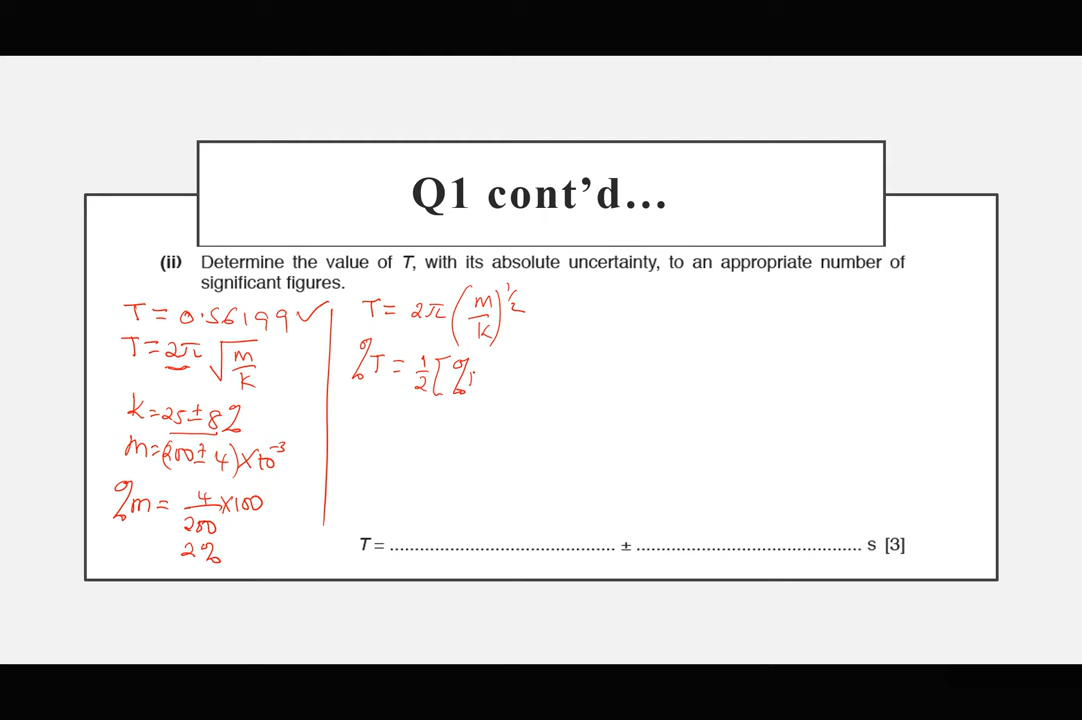 Q1 cont’d…
(ii) Determine the value of T, with its absolute uncertainty, to an appropriate number of
significant figures.
T = 0.56199 ✓
T = 2π √(m/k)
k = 25 ± 8%
m = (200 ± 4) × 10⁻³
%m = 4/200 × 100
2%
T = 2π (m/k)^½
%T = ½ [ %
T = ................ ± ................ s [3]